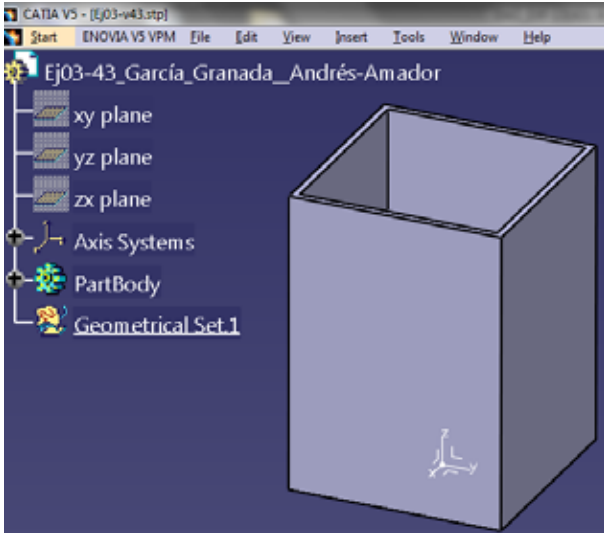 CATIA V5 - [Ej03-v43.stp]
Start ENOVIA V5 VPM File Edit View Insert Tools Window Help
Ej03-43_García_Granada__Andrés-Amador
xy plane
yz plane
zx plane
Axis Systems
PartBody
Geometrical Set.1
z
x y